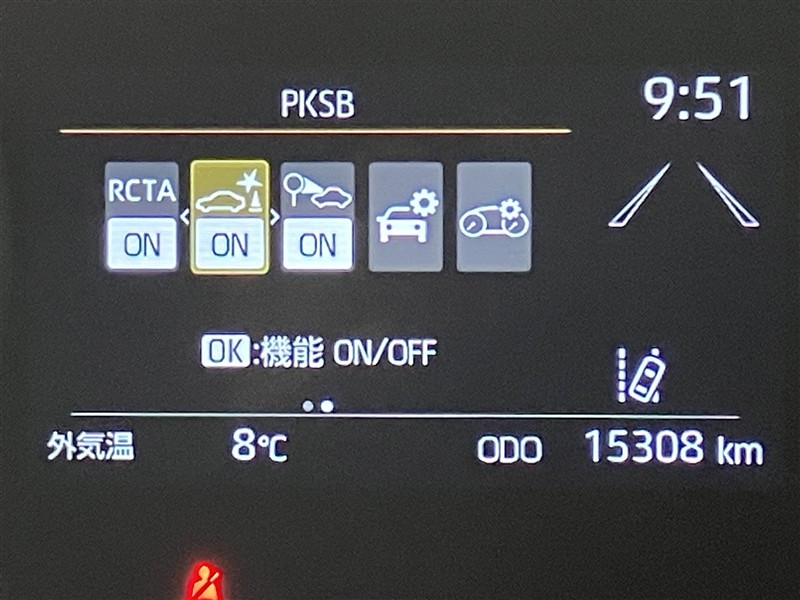 PKSB
9:51
RCTA
ON ON ON
OK:機能 ON/OFF
外気温 8℃ ODO 15308 km